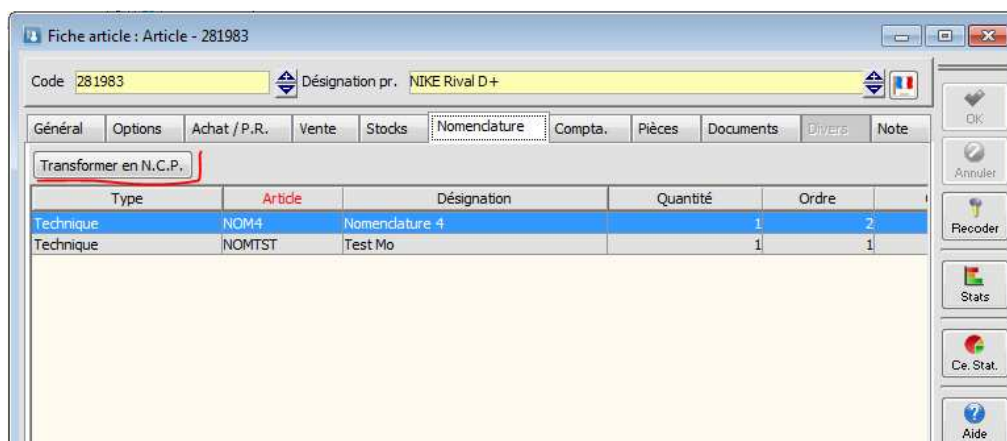 Fiche article : Article - 281983
Code 281983 Désignation pr. NIKE Rival D+
Général Options Achat / P.R. Vente Stocks Nomenclature Compta. Pièces Documents Divers Note
Transformer en N.C.P.
Type Article Désignation Quantité Ordre
Technique NOM4 Nomenclature 4 1 2
Technique NOMTST Test Mo 1 1
OK
Annuler
Recoder
Stats
Ce. Stat.
Aide